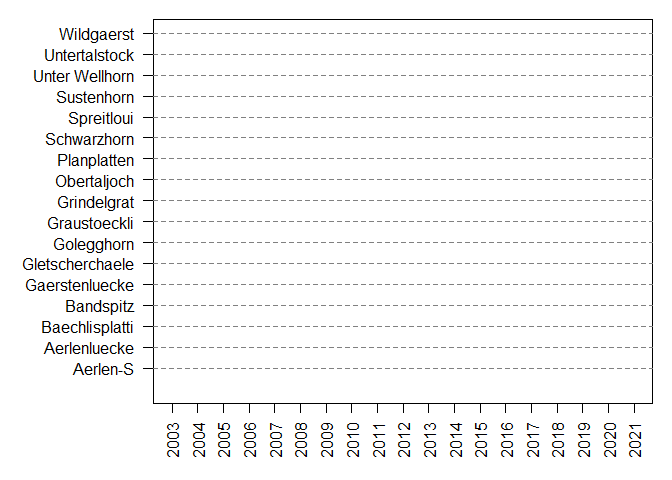 Wildgaerst
Untertalstock
Unter Wellhorn
Sustenhorn
Spreitloui
Schwarzhorn
Planplatten
Obertaljoch
Grindelgrat
Graustoeckli
Golegghorn
Gletscherchaele
Gaerstenluecke
Bandspitz
Baechlisplatti
Aerlenluecke
Aerlen-S
2003
2004
2005
2006
2007
2008
2009
2010
2011
2012
2013
2014
2015
2016
2017
2018
2019
2020
2021